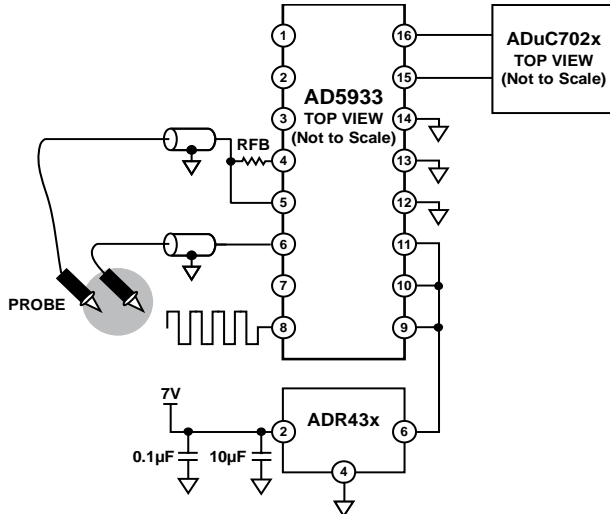 1
2
3
4
5
6
7
8
16
15
14
13
12
11
10
9
AD5933
TOP VIEW
(Not to Scale)
ADuC702x
TOP VIEW
(Not to Scale)
RFB
PROBE
7V
0.1µF
10µF
2
ADR43x
6
4